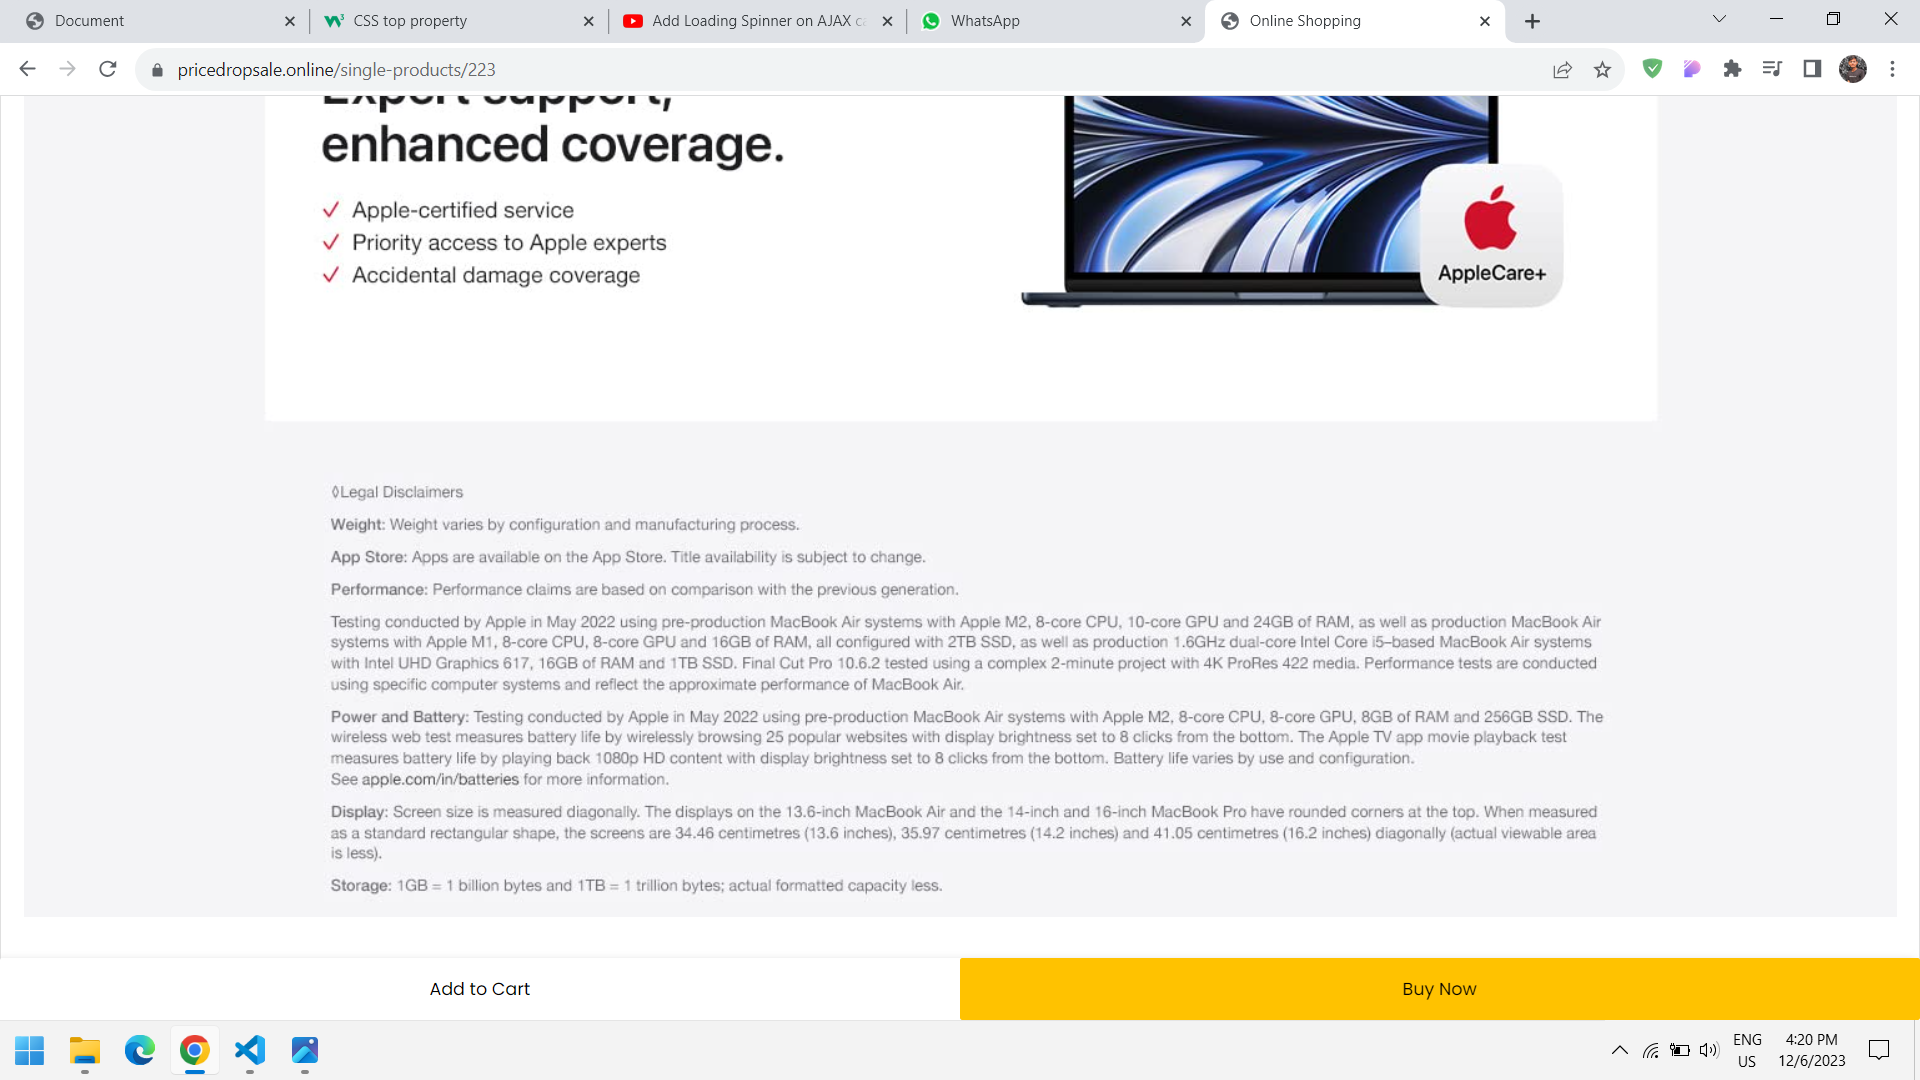 Document
CSS top property
Add Loading Spinner on AJAX ca
WhatsApp
Online Shopping
pricedropsale.online/single-products/223
Expert support,
enhanced coverage.
Apple-certified service
Priority access to Apple experts
Accidental damage coverage
AppleCare+
◊Legal Disclaimers
Weight: Weight varies by configuration and manufacturing process.
App Store: Apps are available on the App Store. Title availability is subject to change.
Performance: Performance claims are based on comparison with the previous generation.
Testing conducted by Apple in May 2022 using pre-production MacBook Air systems with Apple M2, 8-core CPU, 10-core GPU and 24GB of RAM, as well as production MacBook Air
systems with Apple M1, 8-core CPU, 8-core GPU and 16GB of RAM, all configured with 2TB SSD, as well as production 1.6GHz dual-core Intel Core i5–based MacBook Air systems
with Intel UHD Graphics 617, 16GB of RAM and 1TB SSD. Final Cut Pro 10.6.2 tested using a complex 2-minute project with 4K ProRes 422 media. Performance tests are conducted
using specific computer systems and reflect the approximate performance of MacBook Air.
Power and Battery: Testing conducted by Apple in May 2022 using pre-production MacBook Air systems with Apple M2, 8-core CPU, 8-core GPU, 8GB of RAM and 256GB SSD. The
wireless web test measures battery life by wirelessly browsing 25 popular websites with display brightness set to 8 clicks from the bottom. The Apple TV app movie playback test
measures battery life by playing back 1080p HD content with display brightness set to 8 clicks from the bottom. Battery life varies by use and configuration.
See apple.com/in/batteries for more information.
Display: Screen size is measured diagonally. The displays on the 13.6-inch MacBook Air and the 14-inch and 16-inch MacBook Pro have rounded corners at the top. When measured
as a standard rectangular shape, the screens are 34.46 centimetres (13.6 inches), 35.97 centimetres (14.2 inches) and 41.05 centimetres (16.2 inches) diagonally (actual viewable area
is less).
Storage: 1GB = 1 billion bytes and 1TB = 1 trillion bytes; actual formatted capacity less.
Add to Cart
Buy Now
ENG
US
4:20 PM
12/6/2023